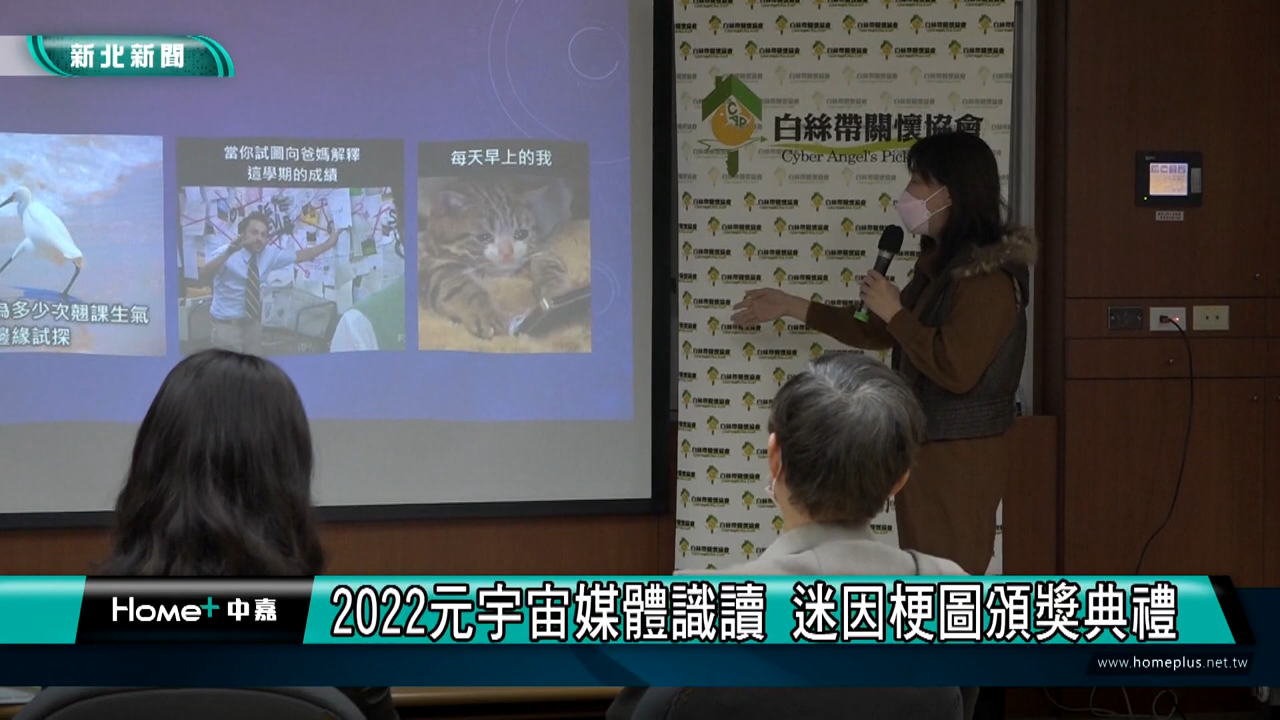 新北新聞
當你試圖向爸媽解釋
這學期的成績
每天早上的我
為多少次翹課生氣
邊緣試探
CAP
白絲帶關懷協會
Cyber Angel's Pick
Home+中嘉
2022元宇宙媒體識讀 迷因梗圖頒獎典禮
www.homeplus.net.tw